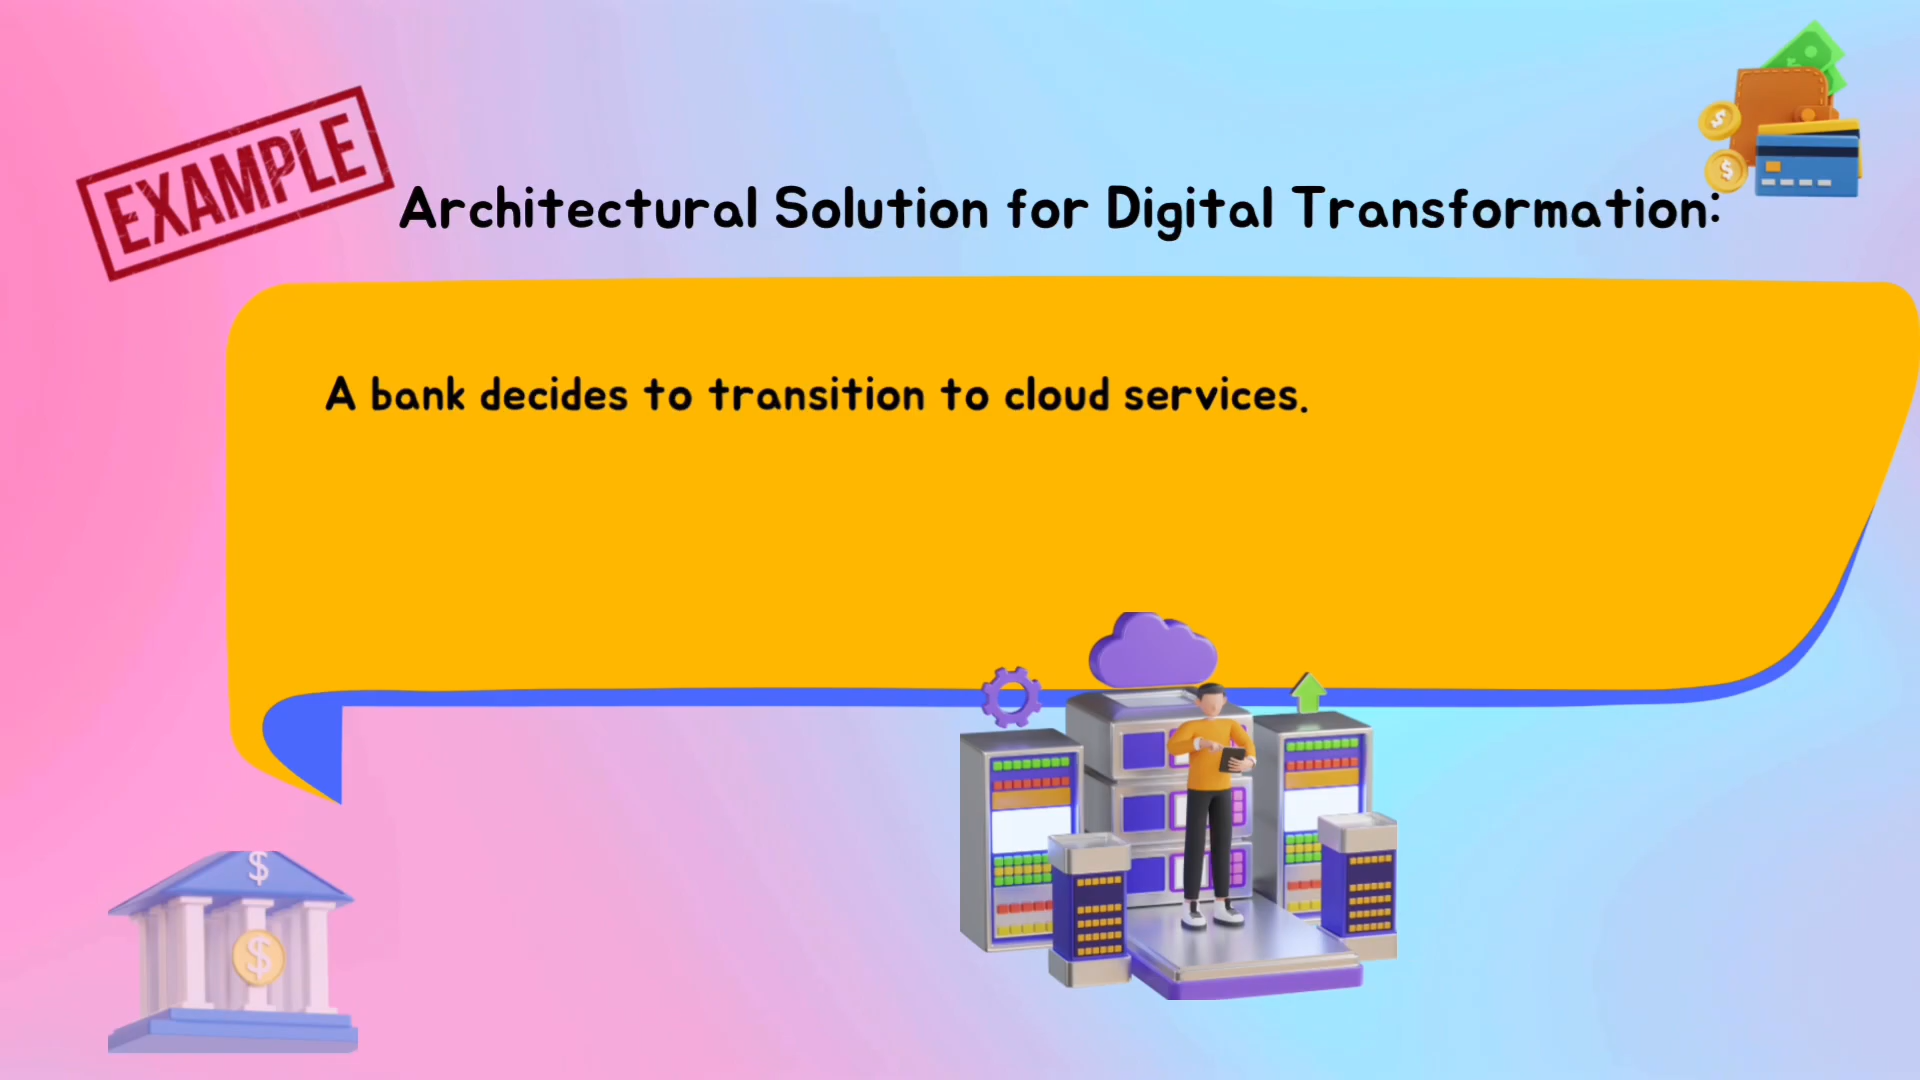 EXAMPLE
Architectural Solution for Digital Transformation:
A bank decides to transition to cloud services.
$
$
$
$